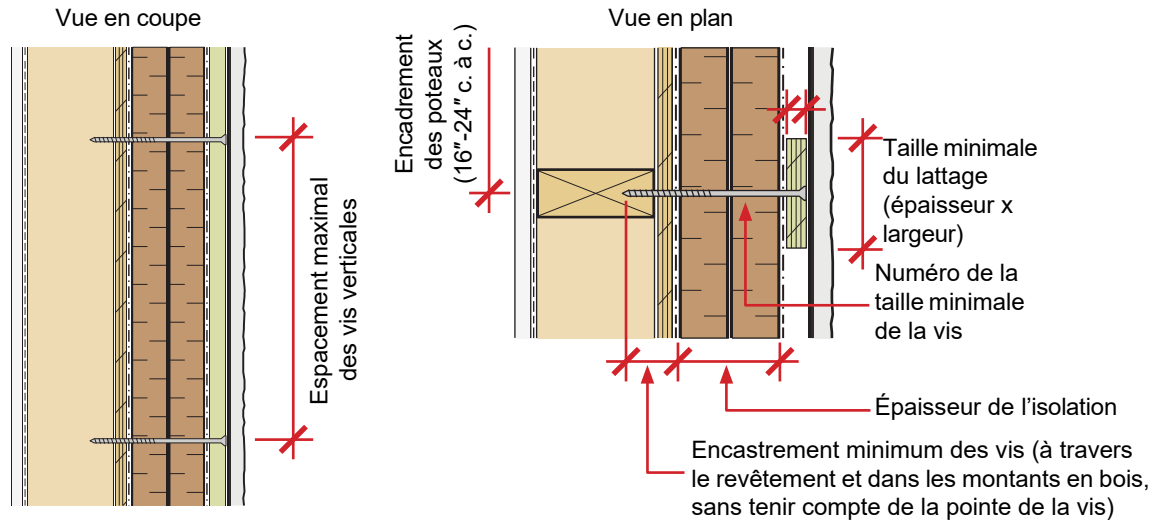 Vue en coupe
Espacement maximal
des vis verticales
Vue en plan
Encadrement
des poteaux
(16″-24″ c. à c.)
Taille minimale
du lattage
(épaisseur x
largeur)
Numéro de la
taille minimale
de la vis
Épaisseur de l’isolation
Encastrement minimum des vis (à travers
le revêtement et dans les montants en bois,
sans tenir compte de la pointe de la vis)